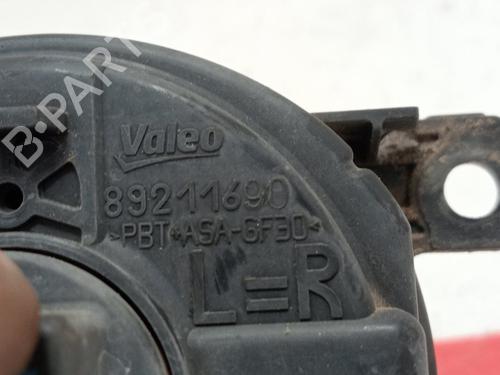 B-PARTS
Valeo
89211690
>PBT+ASA-GF30<
L=R